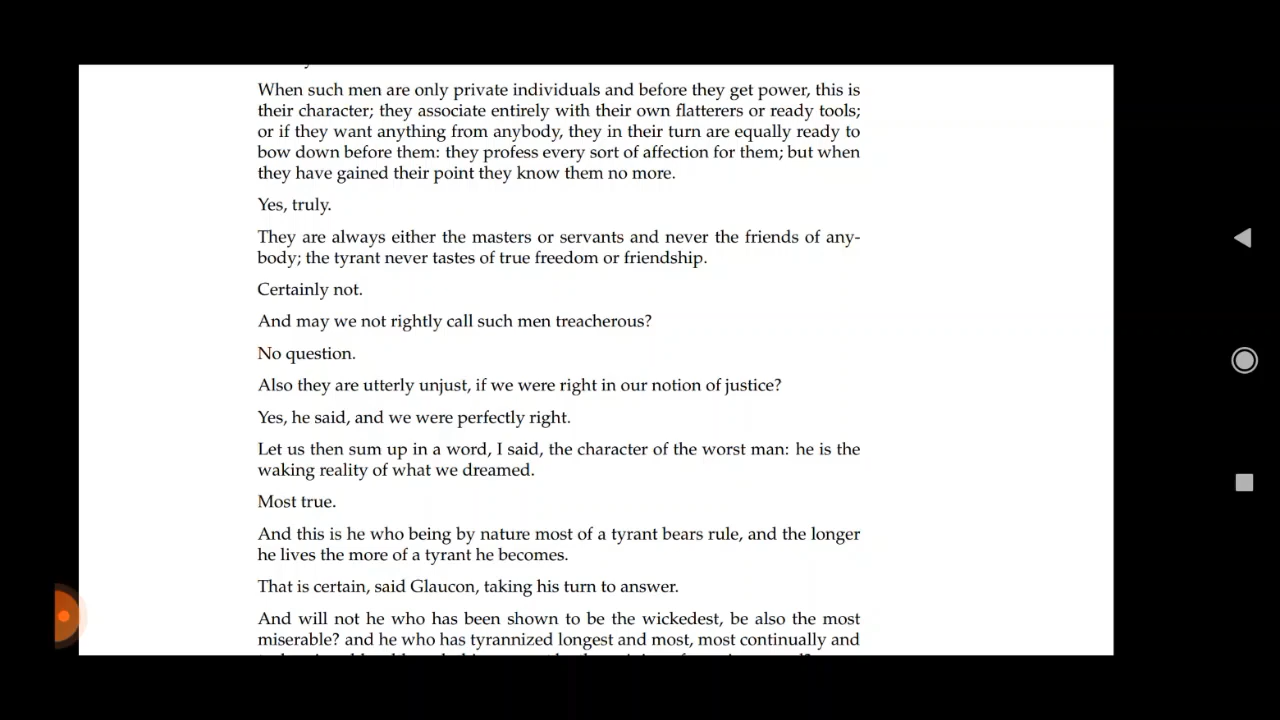 When such men are only private individuals and before they get power, this is
their character; they associate entirely with their own flatterers or ready tools;
or if they want anything from anybody, they in their turn are equally ready to
bow down before them: they profess every sort of affection for them; but when
they have gained their point they know them no more.
Yes, truly.
They are always either the masters or servants and never the friends of any-
body; the tyrant never tastes of true freedom or friendship.
Certainly not.
And may we not rightly call such men treacherous?
No question.
Also they are utterly unjust, if we were right in our notion of justice?
Yes, he said, and we were perfectly right.
Let us then sum up in a word, I said, the character of the worst man: he is the
waking reality of what we dreamed.
Most true.
And this is he who being by nature most of a tyrant bears rule, and the longer
he lives the more of a tyrant he becomes.
That is certain, said Glaucon, taking his turn to answer.
And will not he who has been shown to be the wickedest, be also the most
miserable? and he who has tyrannized longest and most, most continually and